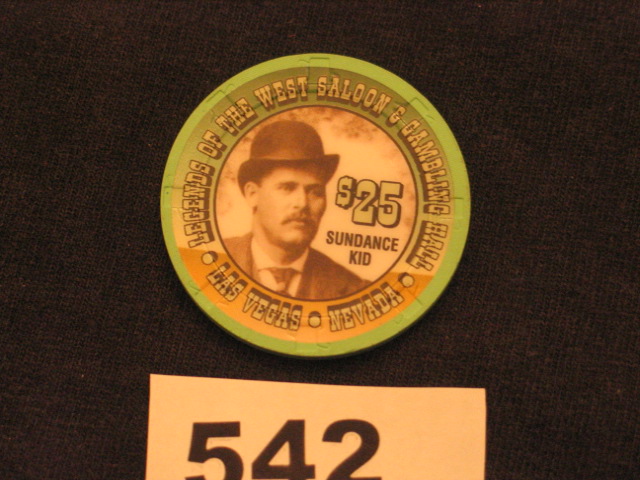 LEGENDS OF THE WEST SALOON & GAMBLING HALL
$25
SUNDANCE
KID
LAS VEGAS • NEVADA
542